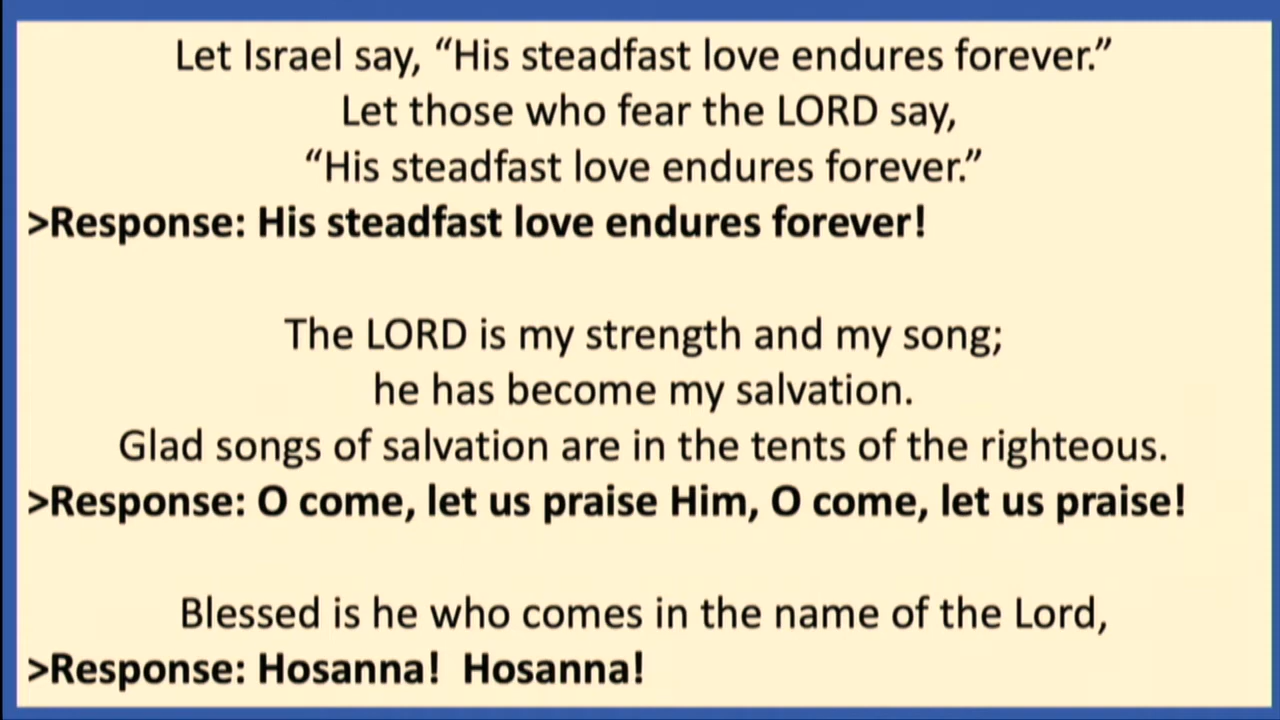 Let Israel say, “His steadfast love endures forever.”
Let those who fear the LORD say,
“His steadfast love endures forever.”
>Response: His steadfast love endures forever!
The LORD is my strength and my song;
he has become my salvation.
Glad songs of salvation are in the tents of the righteous.
>Response: O come, let us praise Him, O come, let us praise!
Blessed is he who comes in the name of the Lord,
>Response: Hosanna!  Hosanna!